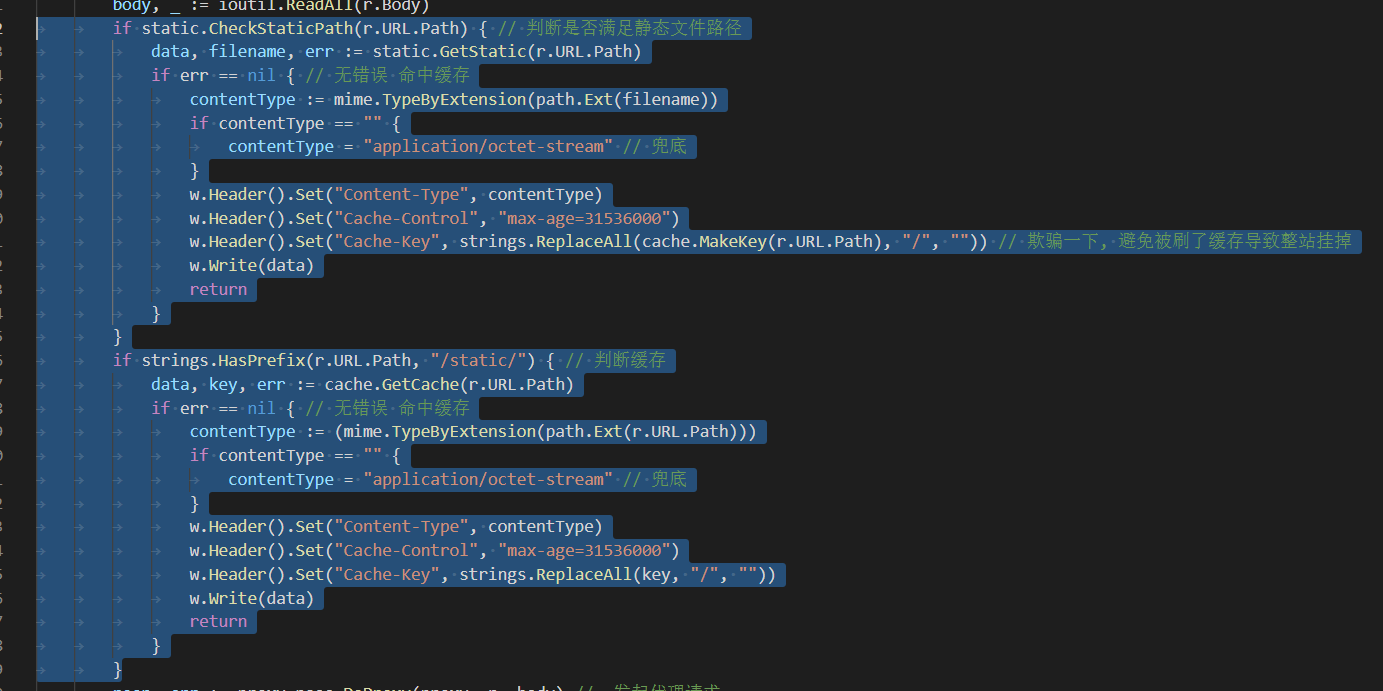 body, _ := ioutil.ReadAll(r.Body)
if static.CheckStaticPath(r.URL.Path) { // 判断是否满足静态文件路径
data, filename, err := static.GetStatic(r.URL.Path)
if err == nil { // 无错误 命中缓存
contentType := mime.TypeByExtension(path.Ext(filename))
if contentType == "" {
contentType = "application/octet-stream" // 兜底
}
w.Header().Set("Content-Type", contentType)
w.Header().Set("Cache-Control", "max-age=31536000")
w.Header().Set("Cache-Key", strings.ReplaceAll(cache.MakeKey(r.URL.Path), "/", "")) // 欺骗一下, 避免被刷了缓存导致整站挂掉
w.Write(data)
return
}
}
if strings.HasPrefix(r.URL.Path, "/static/") { // 判断缓存
data, key, err := cache.GetCache(r.URL.Path)
if err == nil { // 无错误 命中缓存
contentType := (mime.TypeByExtension(path.Ext(r.URL.Path)))
if contentType == "" {
contentType = "application/octet-stream" // 兜底
}
w.Header().Set("Content-Type", contentType)
w.Header().Set("Cache-Control", "max-age=31536000")
w.Header().Set("Cache-Key", strings.ReplaceAll(key, "/", ""))
w.Write(data)
return
}
}